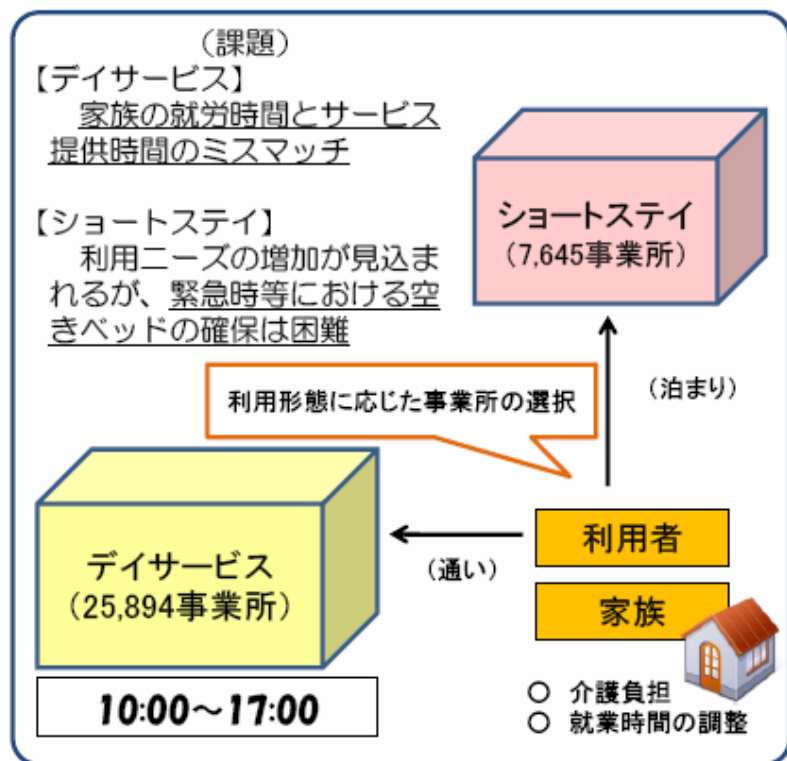 （課題）
【デイサービス】
家族の就労時間とサービス
提供時間のミスマッチ
【ショートステイ】
利用ニーズの増加が見込ま
れるが、緊急時等における空
きベッドの確保は困難
ショートステイ
（7,645事業所）
利用形態に応じた事業所の選択
（泊まり）
デイサービス
（25,894事業所）
（通い）
利用者
家族
10:00～17:00
○ 介護負担
○ 就業時間の調整